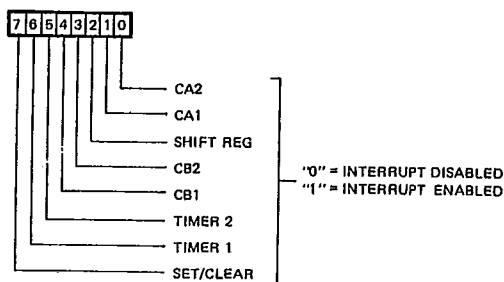 7 6 5 4 3 2 1 0
CA2
CA1
SHIFT REG
CB2
CB1
TIMER 2
TIMER 1
SET/CLEAR
"0" = INTERRUPT DISABLED
"1" = INTERRUPT ENABLED